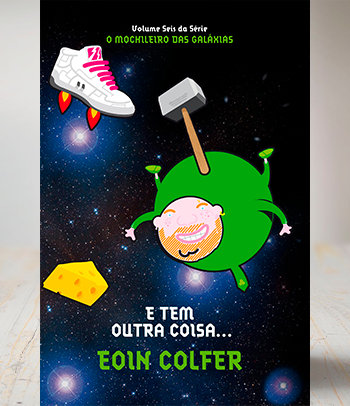 Volume Seis da Série
O MOCHILEIRO DAS GALÁXIAS
E TEM
OUTRA COISA...
EOIN COLFER